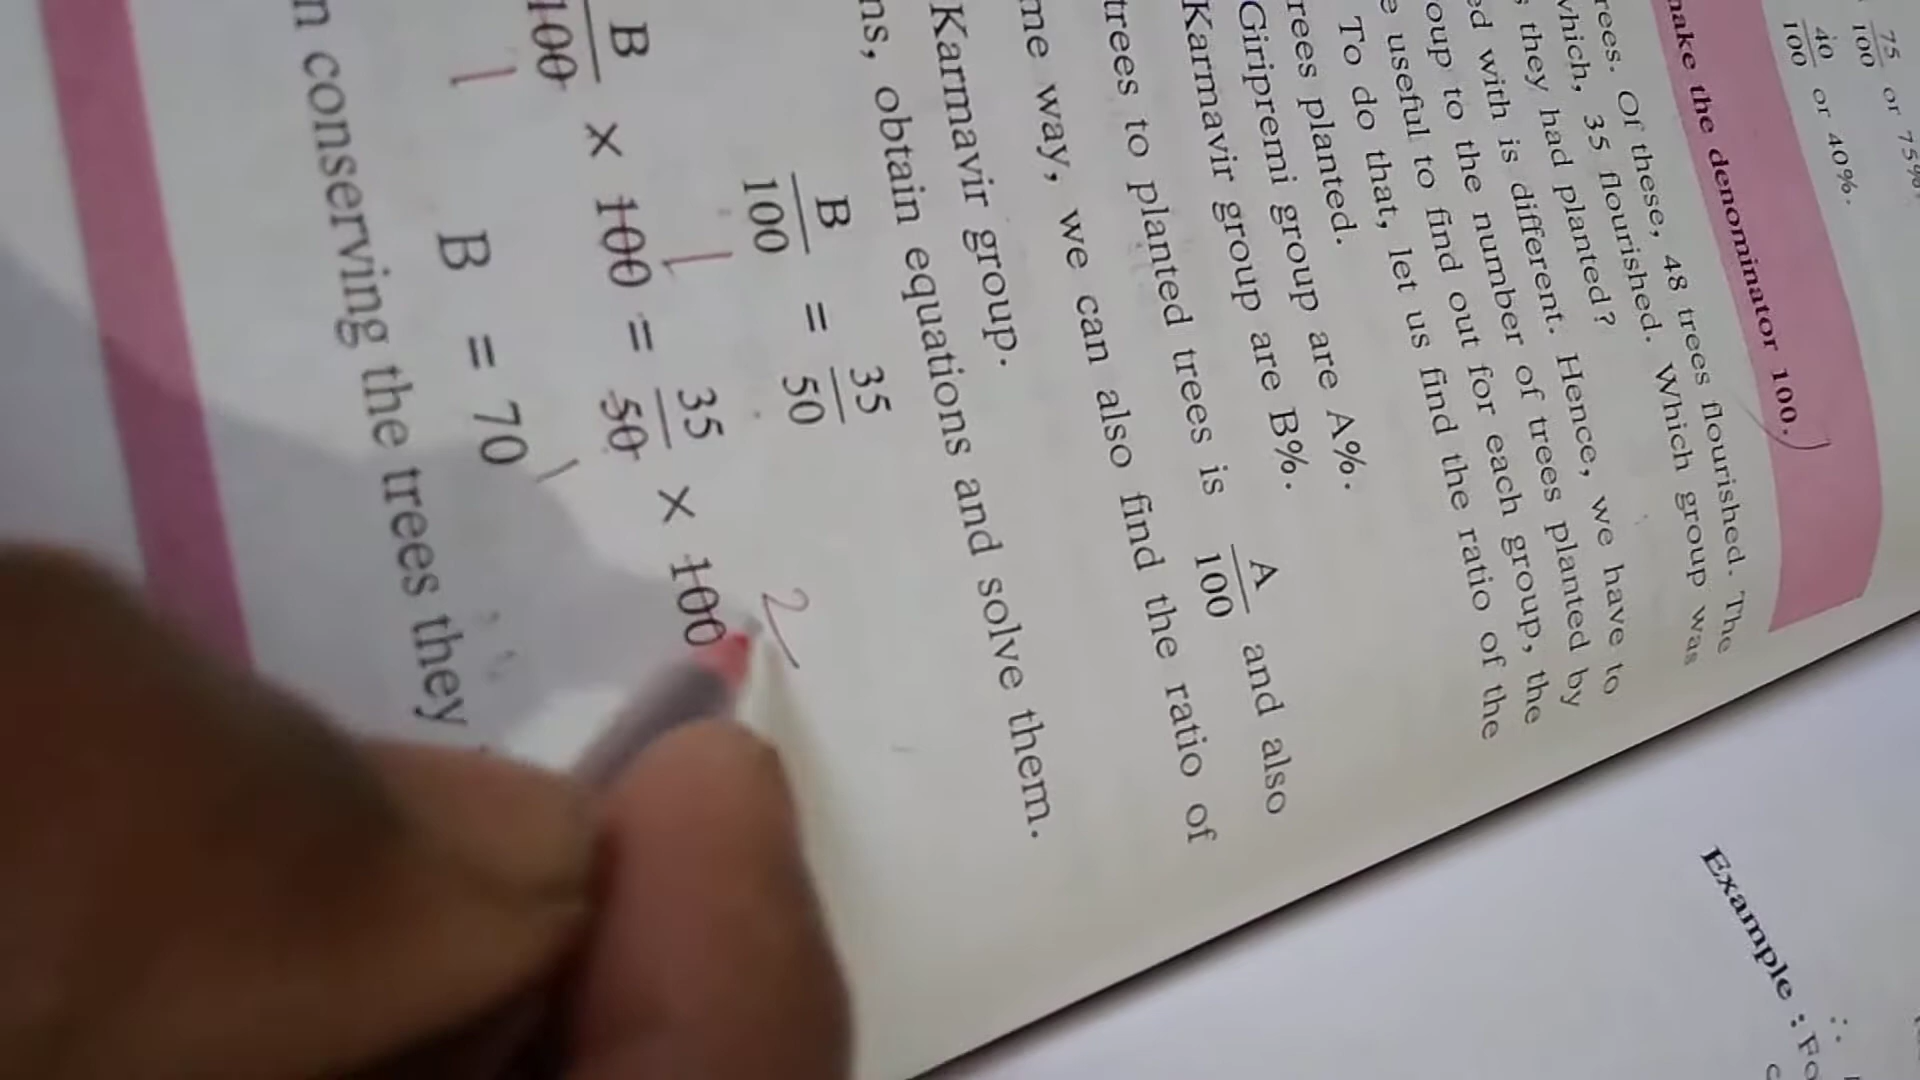 75/100 or 75%
40/100 or 40%.
make the denominator 100.
trees. Of these, 48 trees flourished. The
which, 35 flourished. Which group was
they had planted?
ed with is different. Hence, we have to
oup to the number of trees planted by
e useful to find out for each group, the
To do that, let us find the ratio of the
rees planted.
Giripremi group are A%.
Karmavir group are B%.
trees to planted trees is A/100 and also
me way, we can also find the ratio of
Karmavir group.
ns, obtain equations and solve them.
B/100 = 35/50
1 2
B/100 × 100 = 35/50 × 100
1 1
B = 70
n conserving the trees they
Example :